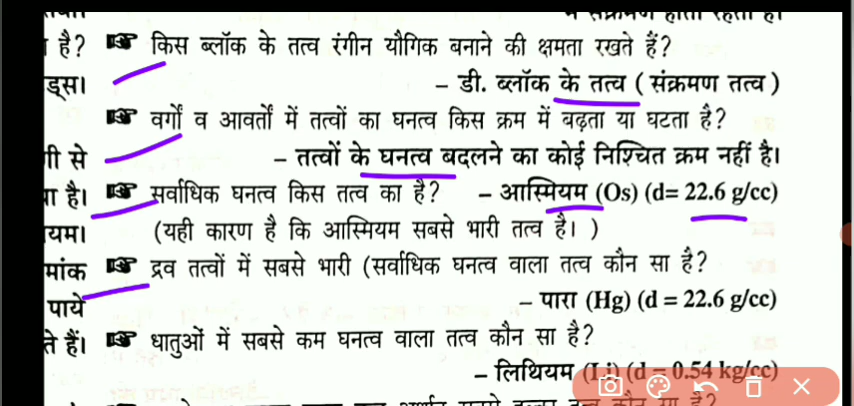 है? ☞ किस ब्लॉक के तत्व रंगीन यौगिक बनाने की क्षमता रखते हैं?
ड्स। – डी. ब्लॉक के तत्व ( संक्रमण तत्व )
☞ वर्गों व आवर्तों में तत्वों का घनत्व किस क्रम में बढ़ता या घटता है?
गी से – तत्वों के घनत्व बदलने का कोई निश्चित क्रम नहीं है।
है। ☞ सर्वाधिक घनत्व किस तत्व का है? – आस्मियम (Os) (d= 22.6 g/cc)
यम। (यही कारण है कि आस्मियम सबसे भारी तत्व है। )
मांक ☞ द्रव तत्वों में सबसे भारी (सर्वाधिक घनत्व वाला तत्व कौन सा है?
पाये – पारा (Hg) (d = 22.6 g/cc)
ते हैं। ☞ धातुओं में सबसे कम घनत्व वाला तत्व कौन सा है?
– लिथियम (Li) (d = 0.54 kg/cc)